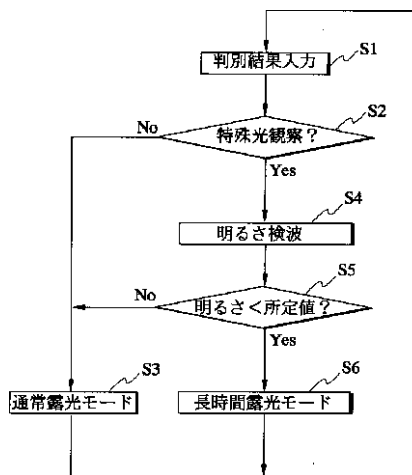 S1
判別結果入力
S2
特殊光観察？
No
Yes
S4
明るさ検波
S5
明るさ<所定値？
No
Yes
S3
通常露光モード
S6
長時間露光モード